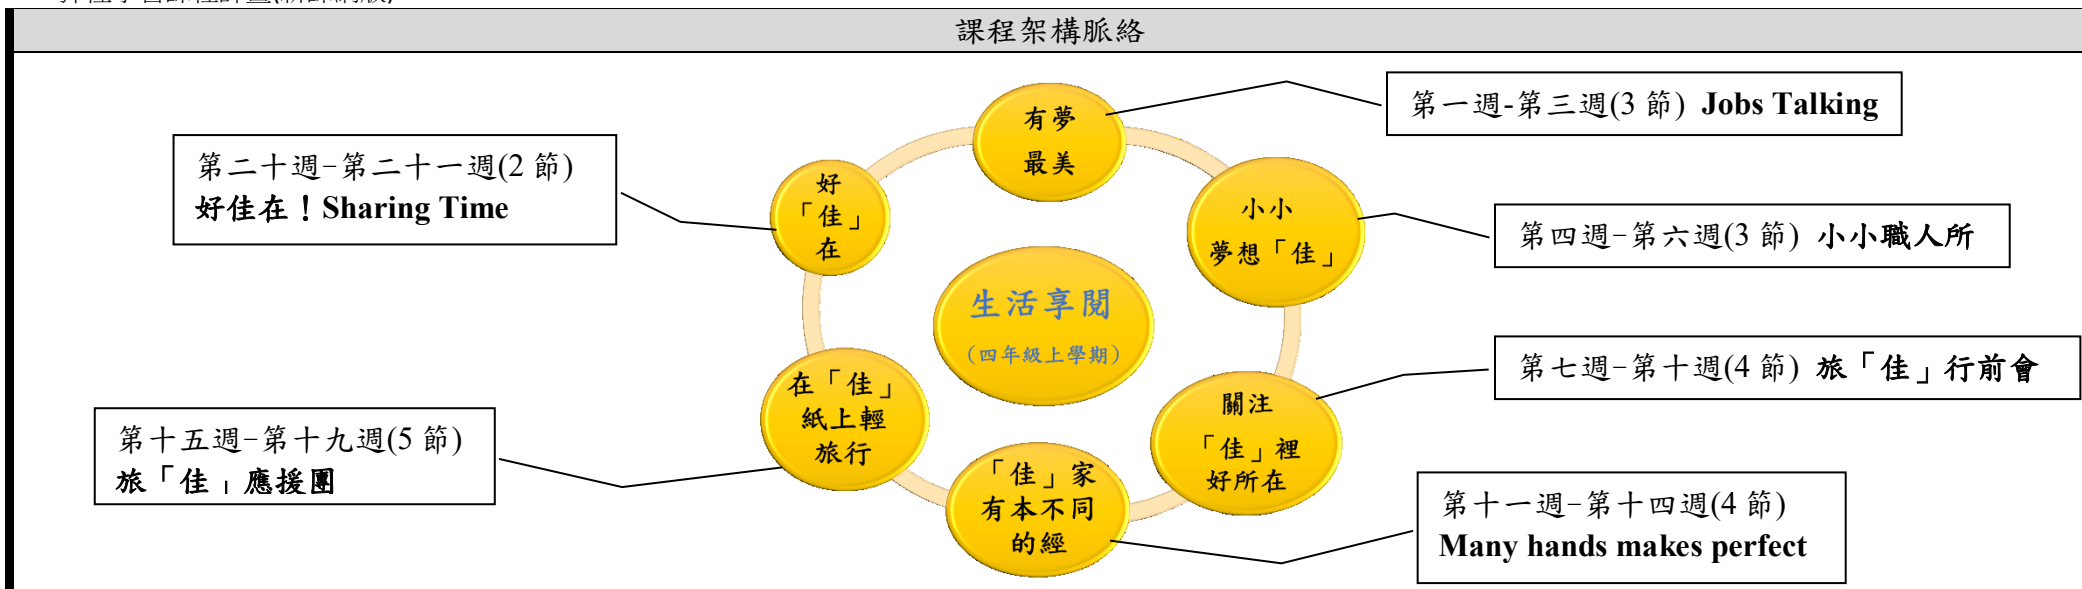 課程架構脈絡
有夢
最美
第一週-第三週(3 節) Jobs Talking
小小
夢想「佳」
第四週-第六週(3 節) 小小職人所
關注
「佳」裡
好所在
第七週-第十週(4 節) 旅「佳」行前會
「佳」家
有本不同
的經
第十一週-第十四週(4 節)
Many hands makes perfect
在「佳」
紙上輕
旅行
第十五週-第十九週(5 節)
旅「佳」應援團
好
「佳」
在
第二十週-第二十一週(2 節)
好佳在！Sharing Time
生活享閱
(四年級上學期)